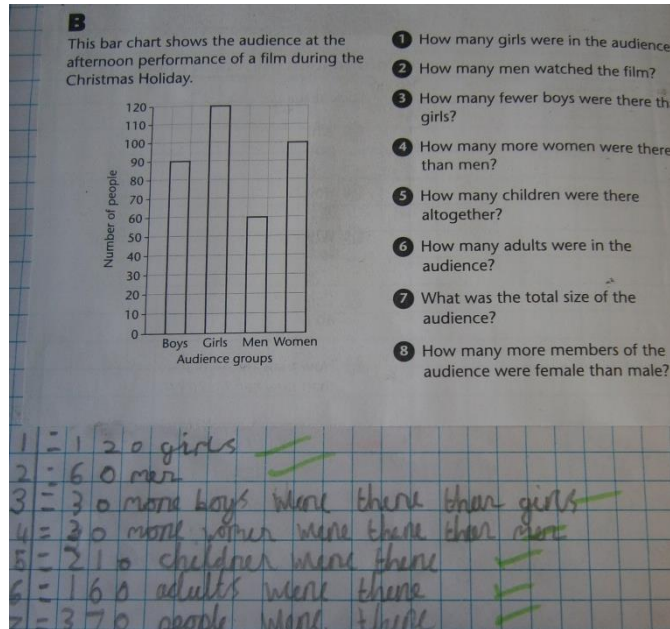 B
This bar chart shows the audience at the
afternoon performance of a film during the
Christmas Holiday.
120
110
100
90
80
70
60
50
40
30
20
10
0
Number of people
Boys Girls Men Women
Audience groups
1 How many girls were in the audience
2 How many men watched the film?
3 How many fewer boys were there th
girls?
4 How many more women were there
than men?
5 How many children were there
altogether?
6 How many adults were in the
audience?
7 What was the total size of the
audience?
8 How many more members of the
audience were female than male?
1 = 120 girls
2 = 60 men
3 = 30 more boys were there than girls
4 = 30 more women were there than men
5 = 210 children were there
6 = 160 adults were there
7 = 370 people were there